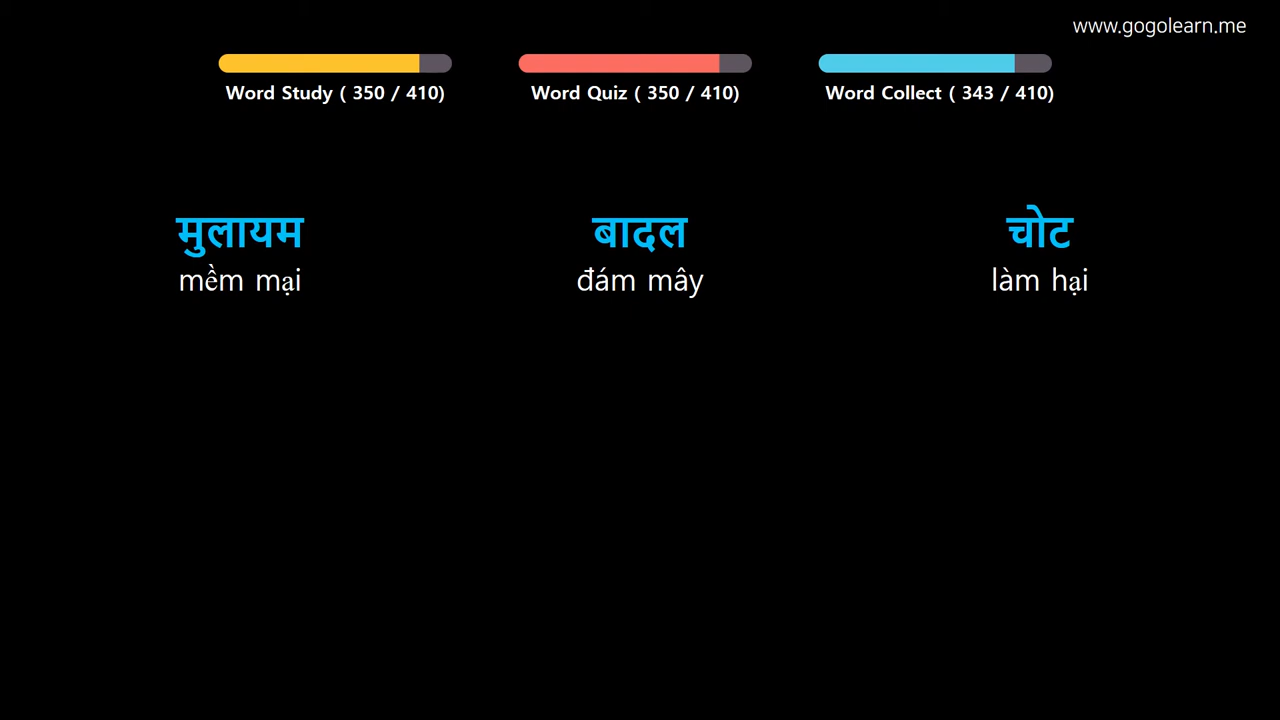 www.gogolearn.me
Word Study ( 350 / 410)
Word Quiz ( 350 / 410)
Word Collect ( 343 / 410)
मुलायम
mềm mại
बादल
đám mây
चोट
làm hại